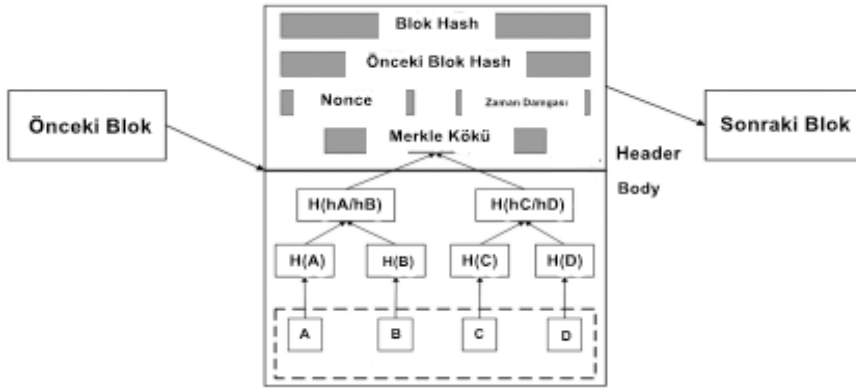 Blok Hash
Önceki Blok Hash
Nonce
Zaman Damgası
Önceki Blok
Sonraki Blok
Merkle Kökü
Header
Body
H(hA/hB)
H(hC/hD)
H(A)
H(B)
H(C)
H(D)
A
B
C
D